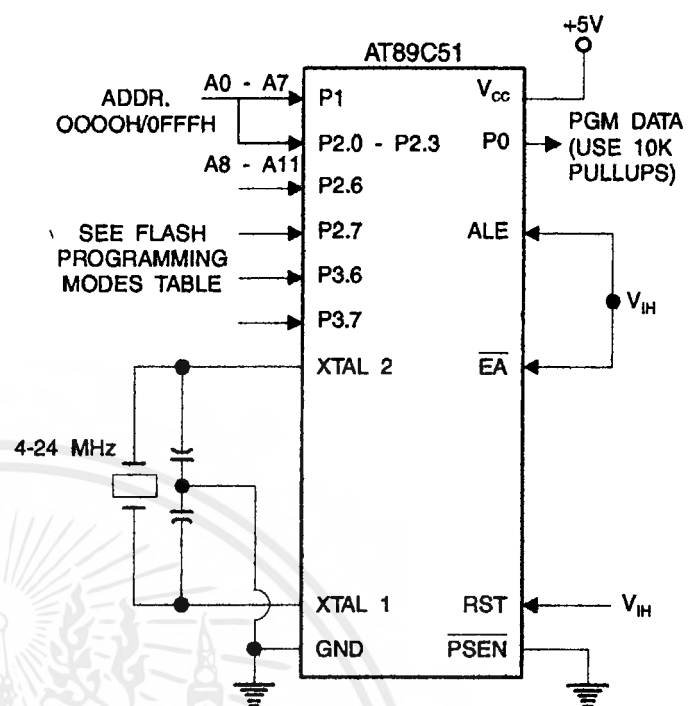 +5V
AT89C51
A0 - A7
ADDR.
OOOOH/0FFFH
P1
VCC
P2.0 - P2.3
P0
PGM DATA
(USE 10K
PULLUPS)
A8 - A11
P2.6
SEE FLASH
PROGRAMMING
MODES TABLE
P2.7
ALE
P3.6
P3.7
VIH
XTAL 2
EA
4-24 MHz
XTAL 1
RST
VIH
GND
PSEN